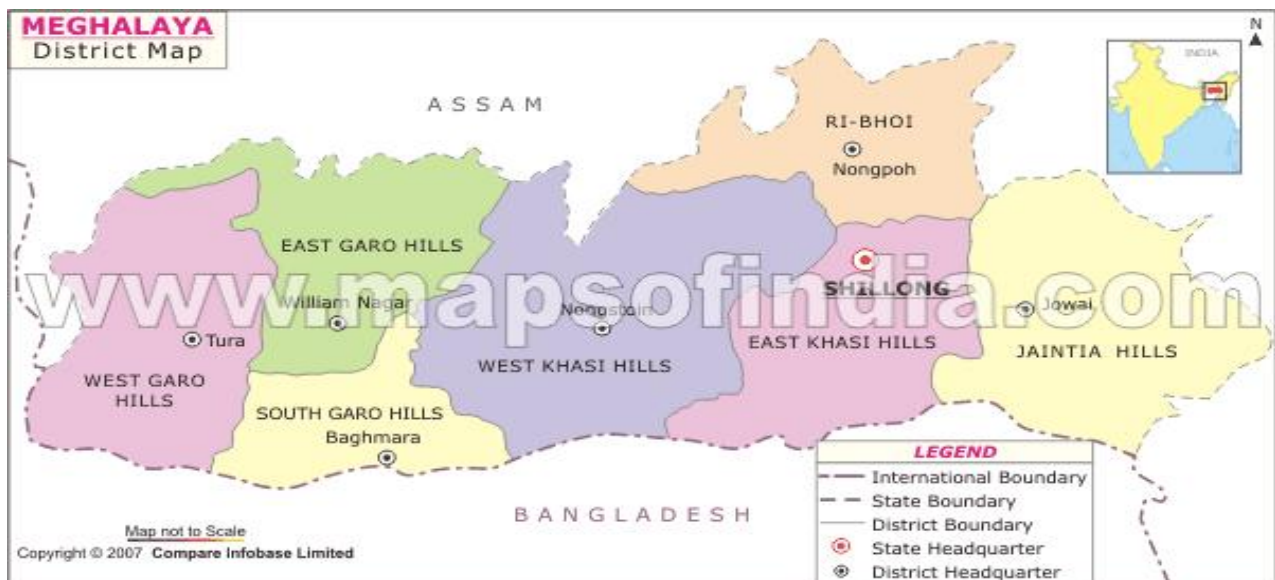 MEGHALAYA
District Map
N
INDIA
ASSAM
RI-BHOI
Nongpoh
EAST GARO HILLS
www.mapsofindia.com
SHILLONG
William Nagar
Nongstoin
Jowai
Tura
EAST KHASI HILLS
JAINTIA HILLS
WEST KHASI HILLS
WEST GARO
HILLS
SOUTH GARO HILLS
Baghmara
LEGEND
International Boundary
State Boundary
District Boundary
State Headquarter
District Headquarter
BANGLADESH
Map not to Scale
Copyright © 2007 Compare Infobase Limited